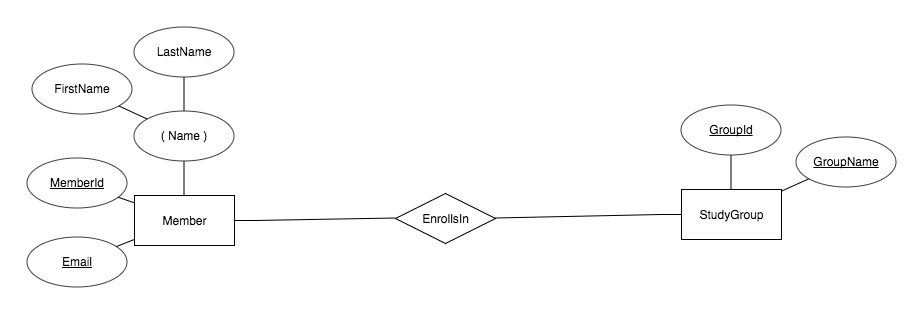 LastName
FirstName
( Name )
GroupId
GroupName
MemberId
Member
EnrollsIn
StudyGroup
Email